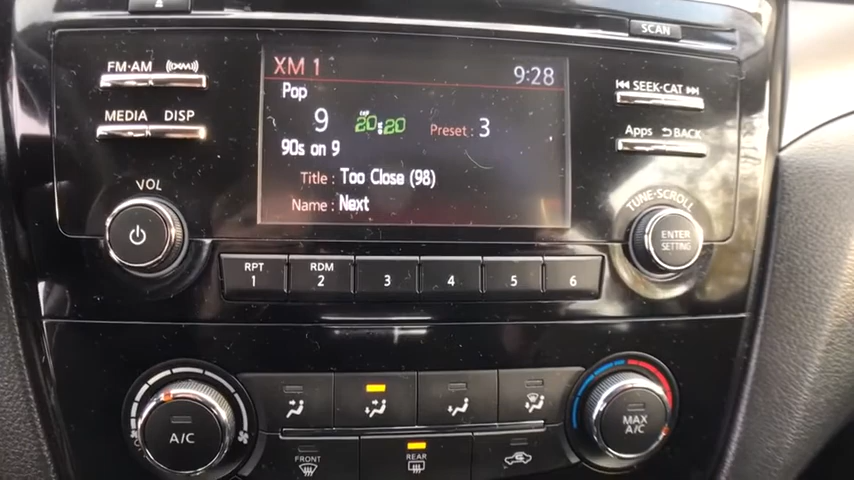 SCAN
FM·AM
XM 1
9:28
SEEK·CAT
Pop
MEDIA DISP
9
20:20
Preset : 3
Apps BACK
90s on 9
Title : Too Close (98)
VOL
TUNE·SCROLL
Name : Next
ENTER
SETTING
RPT
1
RDM
2
3
4
5
6
A/C
MAX
A/C
FRONT
REAR